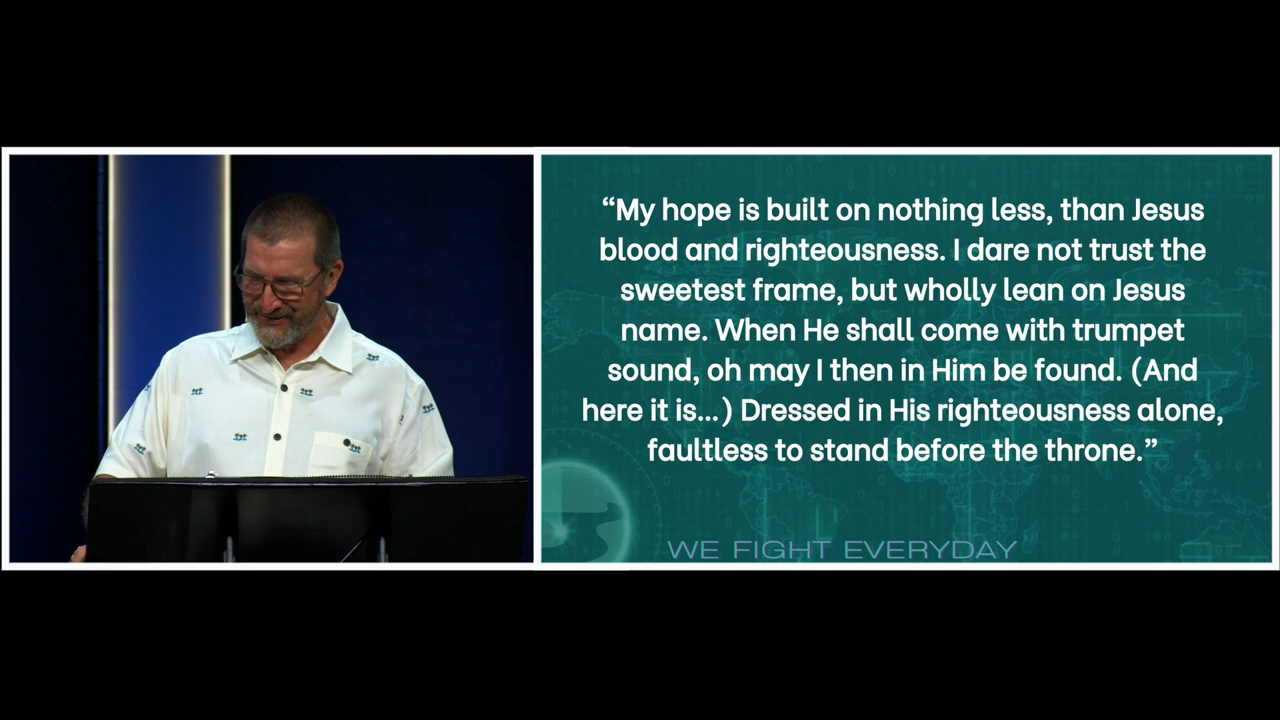 “My hope is built on nothing less, than Jesus
blood and righteousness. I dare not trust the
sweetest frame, but wholly lean on Jesus
name. When He shall come with trumpet
sound, oh may I then in Him be found. (And
here it is...) Dressed in His righteousness alone,
faultless to stand before the throne.”
WE FIGHT EVERYDAY